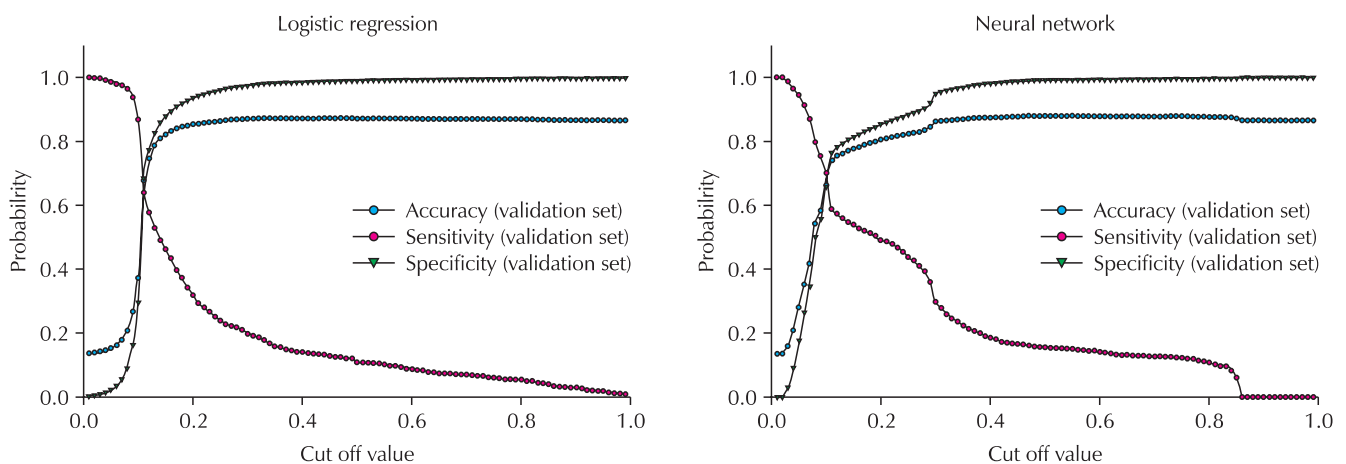 Logistic regression
1.0
0.8
0.6
0.4
0.2
0.0
Probabilrity
0.0 0.2 0.4 0.6 0.8 1.0
Cut off value
Accuracy (validation set)
Sensitivity (validation set)
Specificity (validation set)
Neural network
1.0
0.8
0.6
0.4
0.2
0.0
Probabilrity
0.0 0.2 0.4 0.6 0.8 1.0
Cut off value
Accuracy (validation set)
Sensitivity (validation set)
Specificity (validation set)